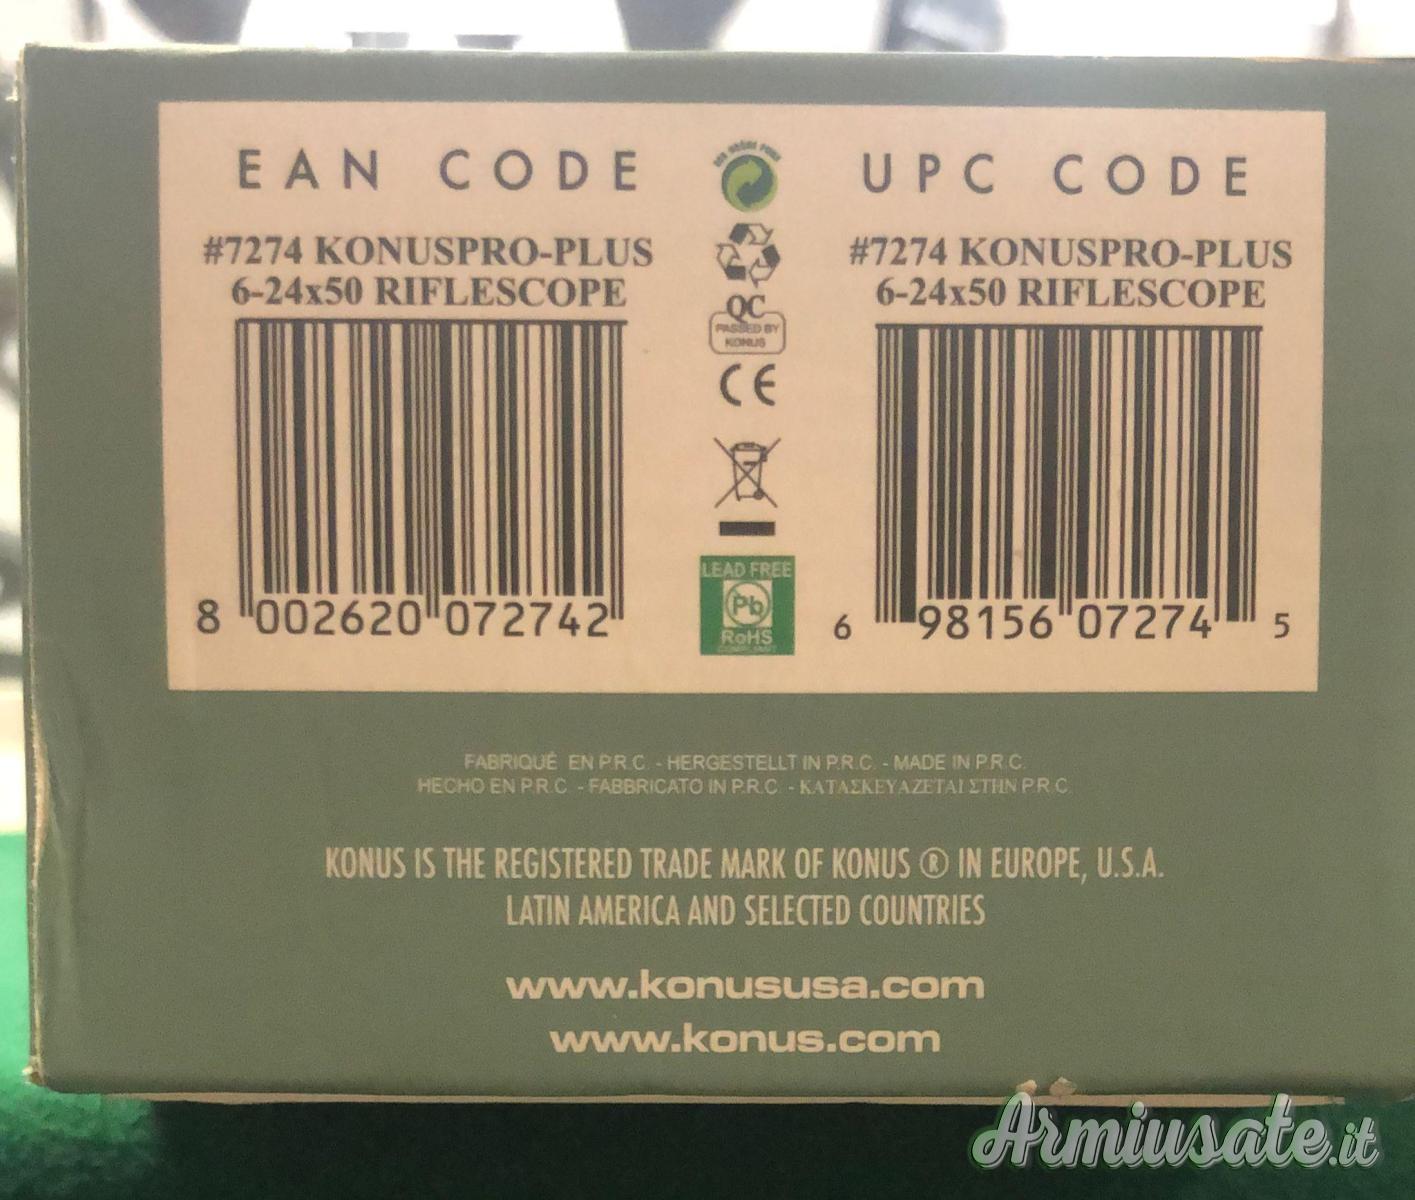 EAN CODE
#7274 KONUSPRO-PLUS
6-24x50 RIFLESCOPE
8 002620 072742
UPC CODE
#7274 KONUSPRO-PLUS
6-24x50 RIFLESCOPE
6 98156 07274 5
QC
PASSED BY
KONUS
CE
LEAD FREE
Pb
RoHS
COMPLIANT
FABRIQUÉ EN P.R.C. - HERGESTELLT IN P.R.C. - MADE IN P.R.C.
HECHO EN P.R.C. - FABBRICATO IN P.R.C. - ΚΑΤΑΣΚΕΥΑΖΕΤΑΙ ΣΤΗΝ P.R.C.
KONUS IS THE REGISTERED TRADE MARK OF KONUS ® IN EUROPE, U.S.A.
LATIN AMERICA AND SELECTED COUNTRIES
www.konususa.com
www.konus.com
Armiusate.it